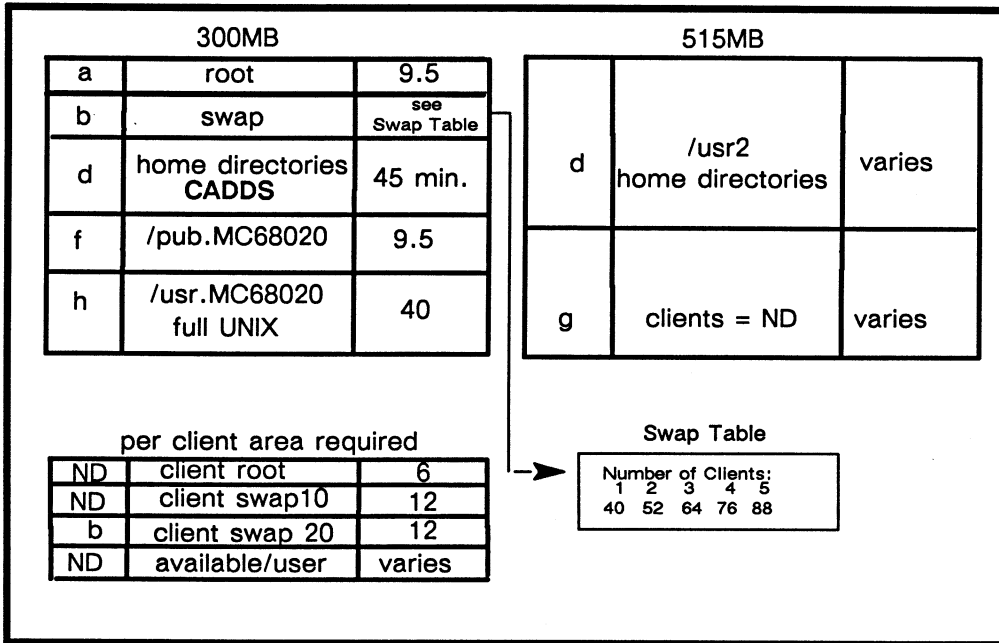 300MB
a root 9.5
b swap see Swap Table
d home directories CADDS 45 min.
f /pub.MC68020 9.5
h /usr.MC68020 full UNIX 40
515MB
d /usr2 home directories varies
g clients = ND varies
per client area required
ND client root 6
ND client swap10 12
b client swap 20 12
ND available/user varies
Swap Table
Number of Clients:
1 2 3 4 5
40 52 64 76 88